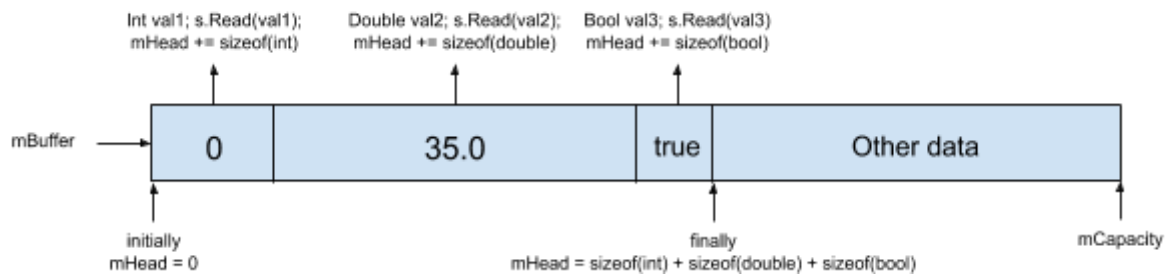 Int val1; s.Read(val1);
mHead += sizeof(int)
Double val2; s.Read(val2);
mHead += sizeof(double)
Bool val3; s.Read(val3)
mHead += sizeof(bool)
mBuffer
0
35.0
true
Other data
initially
mHead = 0
finally
mHead = sizeof(int) + sizeof(double) + sizeof(bool)
mCapacity